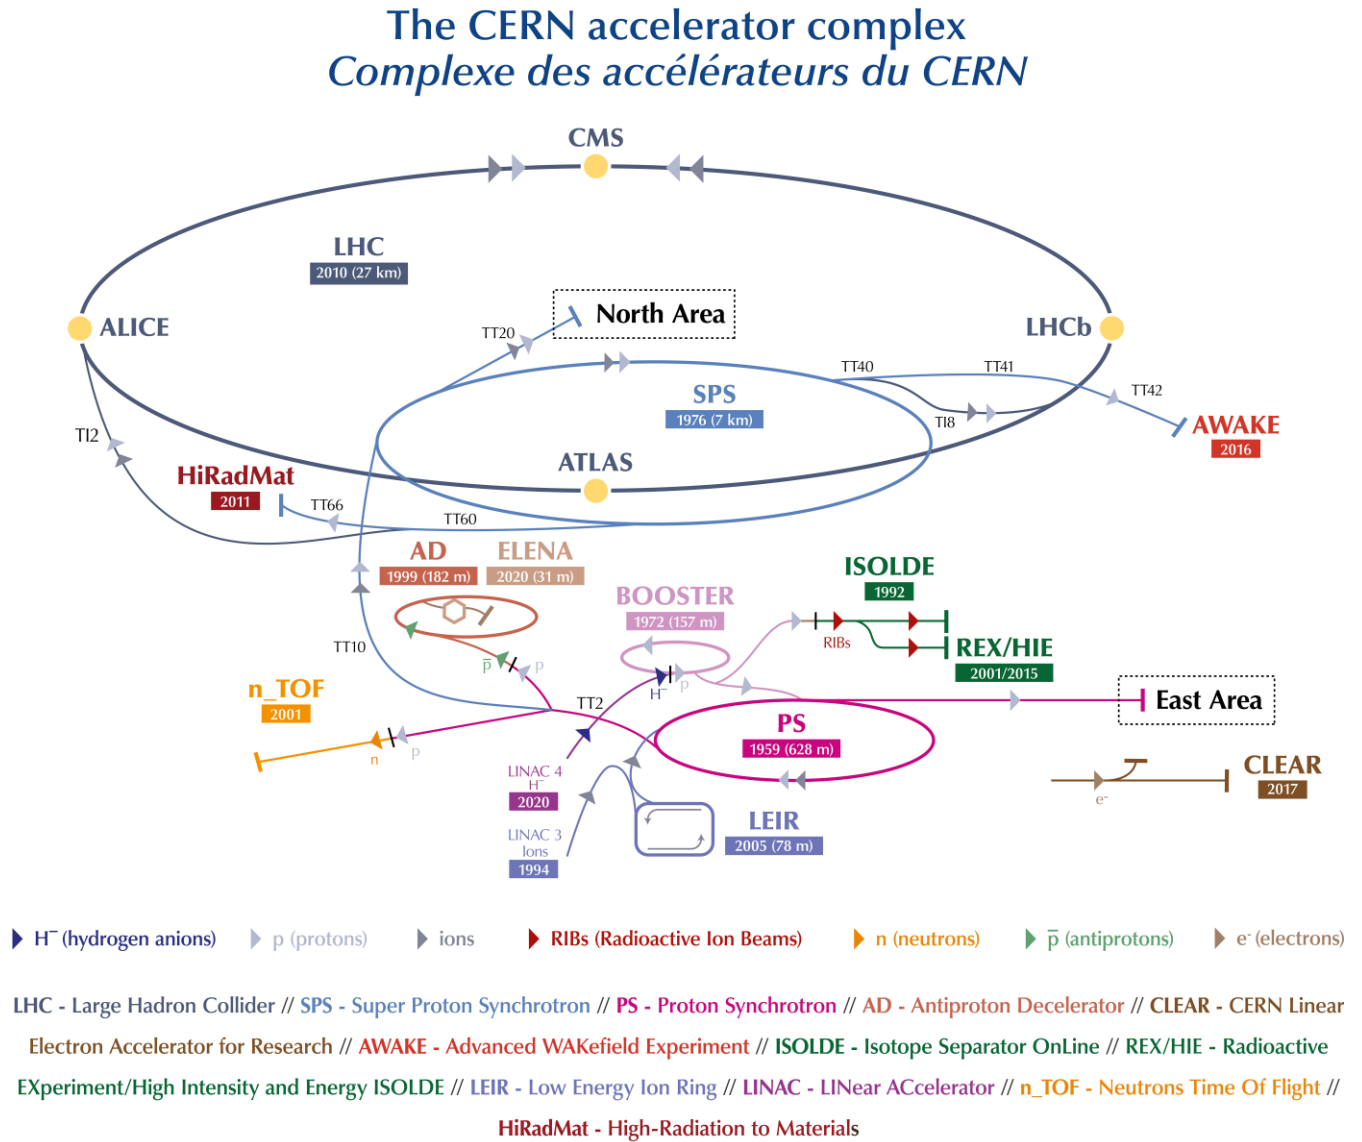 The CERN accelerator complex
Complexe des accélérateurs du CERN
CMS
LHC
2010 (27 km)
North Area
TT20
ALICE
LHCb
TT40
TT41
SPS
1976 (7 km)
TT42
TI8
AWAKE
2016
TI2
ATLAS
HiRadMat
2011
TT66
TT60
AD
1999 (182 m)
ELENA
2020 (31 m)
ISOLDE
1992
BOOSTER
1972 (157 m)
RIBs
REX/HIE
2001/2015
TT10
p̅
p
H⁻
p
n_TOF
2001
TT2
East Area
PS
1959 (628 m)
n
p
LINAC 4
H⁻
2020
CLEAR
2017
e⁻
LINAC 3
Ions
1994
LEIR
2005 (78 m)
H⁻ (hydrogen anions)
p (protons)
ions
RIBs (Radioactive Ion Beams)
n (neutrons)
p̅ (antiprotons)
e⁻ (electrons)
LHC - Large Hadron Collider // SPS - Super Proton Synchrotron // PS - Proton Synchrotron // AD - Antiproton Decelerator // CLEAR - CERN Linear
Electron Accelerator for Research // AWAKE - Advanced WAKefield Experiment // ISOLDE - Isotope Separator OnLine // REX/HIE - Radioactive
EXperiment/High Intensity and Energy ISOLDE // LEIR - Low Energy Ion Ring // LINAC - LINear ACcelerator // n_TOF - Neutrons Time Of Flight //
HiRadMat - High-Radiation to Materials